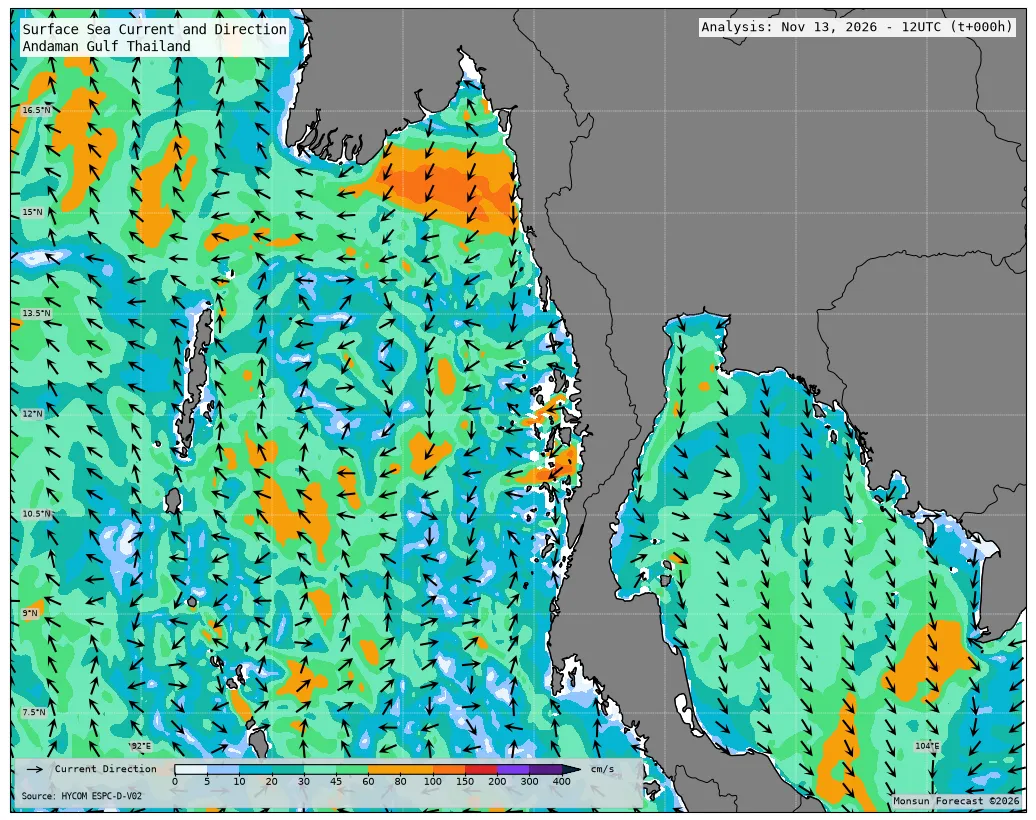 Surface Sea Current and Direction
Andaman Gulf Thailand
Analysis: Nov 13, 2026 - 12UTC (t+000h)
16.5°N
15°N
13.5°N
12°N
10.5°N
9°N
7.5°N
92°E
104°E
Current Direction
0 5 10 20 30 45 60 80 100 150 200 300 400 cm/s
Source: HYCOM ESPC-D-V02
Monsun Forecast ©2026